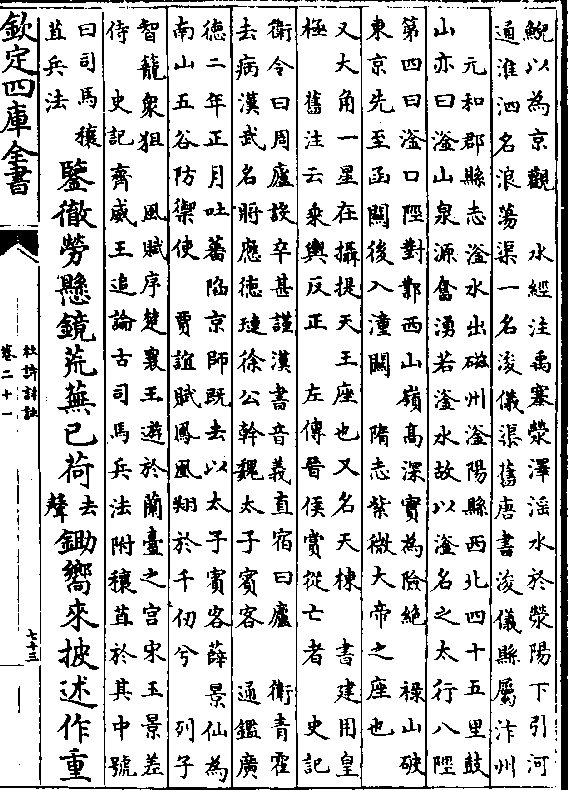 鯢以為京觀　水經注禹塞滎澤滛水於滎陽下引河
通淮泗名浪蕩渠一名浚儀渠舊唐書浚儀縣屬汴州
元和郡縣志滏水出磁州滏陽縣西北四十五里鼓
山亦曰滏山泉源奮湧若滏水故以滏名之太行八陘
第四曰滏口陘對鄴西山嶺高深實為險絶　祿山破
東京先至函關後入潼關　隋志紫微大帝之座也
又大角一星在攝提天王座也又名天棟　書建用皇
極　舊注云乘輿反正　左傳晉侯賞從亡者　史記
衛令曰周廬設卒甚謹漢書音義直宿曰廬　衛青霍
去病漢武名將應徳璉徐公幹魏太子賓客　通鑑廣
徳二年正月吐蕃陷京師既去以太子賓客薛景仙為
南山五谷防禦使　賈誼賦鳳凰翔於千仞兮　列子
智籠衆狙　風賦序楚襄王遊於蘭臺之宫宋玉景差
侍　史記齊威王追論古司馬兵法附穰苴於其中號
曰司馬穰苴兵法　鑒徹勞懸鏡荒蕪已荷去聲鋤嚮來披述作重
欽定四庫全書
杜詩詳註
卷二十一
七十三